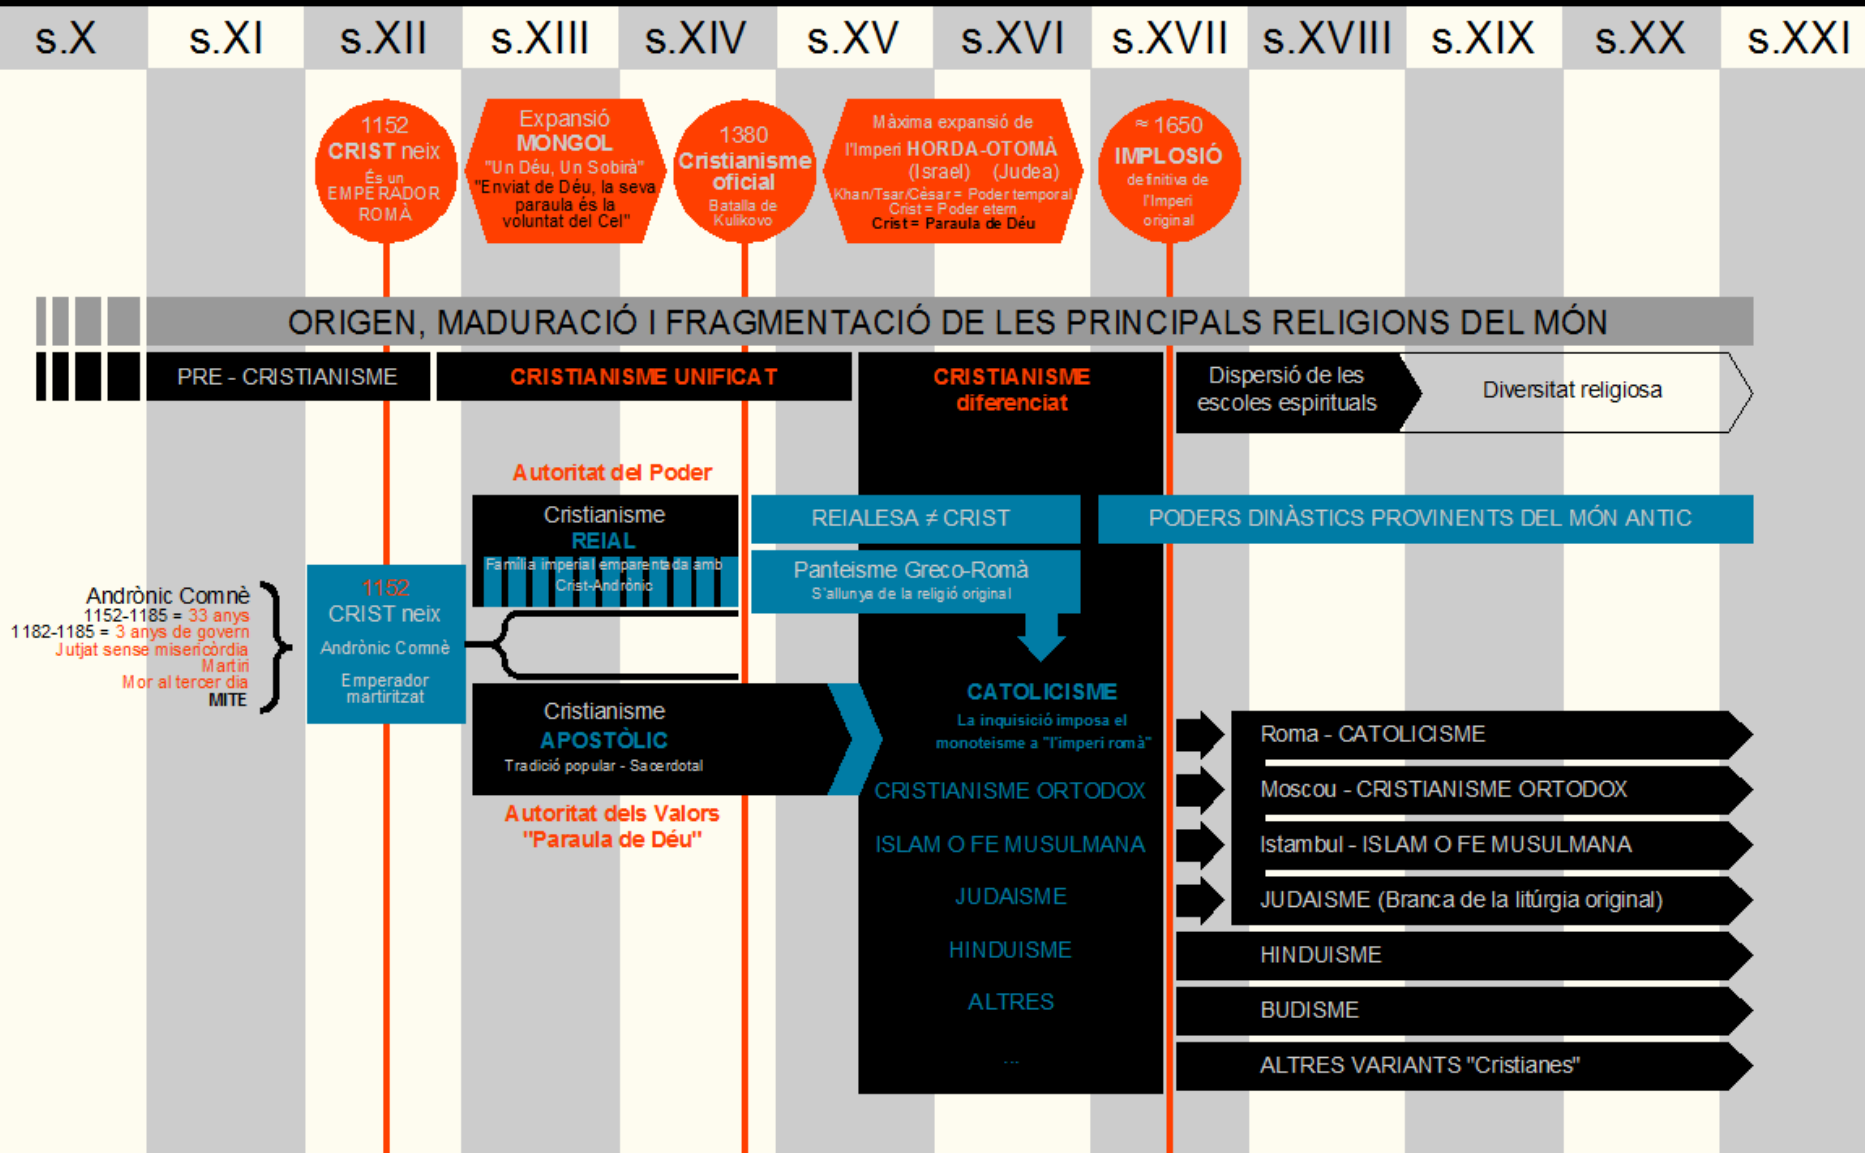 s.X s.XI s.XII s.XIII s.XIV s.XV s.XVI s.XVII s.XVIII s.XIX s.XX s.XXI
1152
CRIST neix
És un
EMPERADOR
ROMÀ
Expansió
MONGOL
"Un Déu, Un Sobirà"
"Enviat de Déu, la seva
paraula és la
voluntat del Cel"
1380
Cristianisme
oficial
Batalla de
Kulikovo
Màxima expansió de
l'Imperi HORDA-OTOMÀ
(Israel) (Judea)
Khan/Tsar/Cèsar = Poder temporal
Crist = Poder etern
Crist = Paraula de Déu
≈ 1650
IMPLOSIÓ
definitiva de
l'Imperi
original
ORIGEN, MADURACIÓ I FRAGMENTACIÓ DE LES PRINCIPALS RELIGIONS DEL MÓN
PRE - CRISTIANISME
CRISTIANISME UNIFICAT
CRISTIANISME
diferenciat
Dispersió de les
escoles espirituals
Diversitat religiosa
Autoritat del Poder
Cristianisme
REIAL
Família imperial emparentada amb
Crist-Andrònic
REIALESA ≠ CRIST
PODERS DINÀSTICS PROVINENTS DEL MÓN ANTIC
Panteisme Greco-Romà
S'allunya de la religió original
Andrònic Comnè
1152-1185 = 33 anys
1182-1185 = 3 anys de govern
Jutjat sense misericòrdia
Martiri
Mor al tercer dia
MITE
1152
CRIST neix
Andrònic Comnè
Emperador
martiritzat
Cristianisme
APOSTÒLIC
Tradició popular - Sacerdotal
Autoritat dels Valors
"Paraula de Déu"
CATOLICISME
La inquisició imposa el
monoteisme a "l'imperi romà"
CRISTIANISME ORTODOX
ISLAM O FE MUSULMANA
JUDAISME
HINDUISME
ALTRES
...
Roma - CATOLICISME
Moscou - CRISTIANISME ORTODOX
Istambul - ISLAM O FE MUSULMANA
JUDAISME (Branca de la litúrgia original)
HINDUISME
BUDISME
ALTRES VARIANTS "Cristianes"